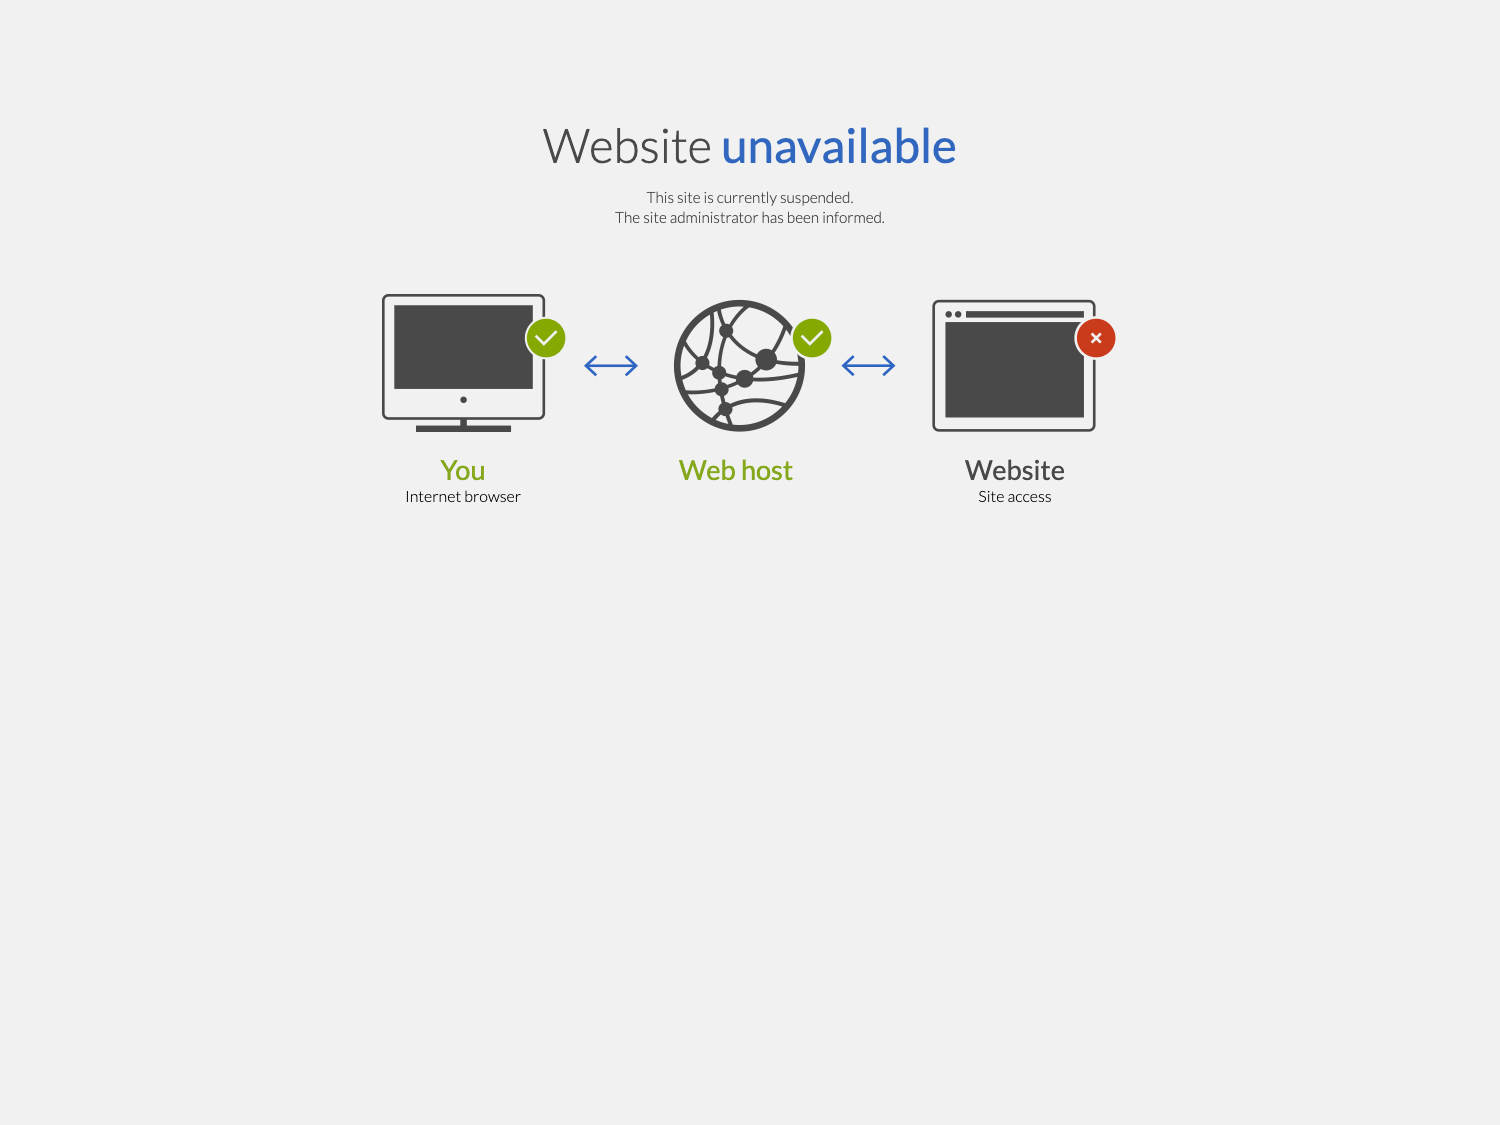 Website unavailable
This site is currently suspended.
The site administrator has been informed.
You
Internet browser
Web host
Website
Site access